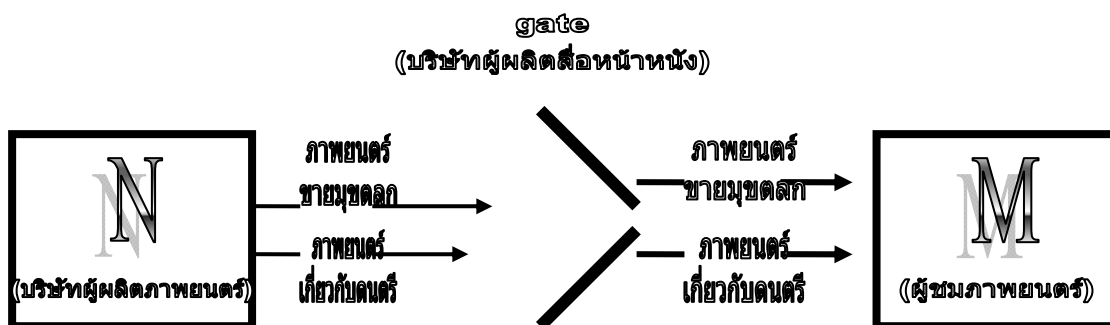 gate
(บริษัทผู้ผลิตสื่อหน้าหนัง)
N
(บริษัทผู้ผลิตภาพยนตร์)
ภาพยนตร์
ขายมุขตลก
ภาพยนตร์
เกี่ยวกับดนตรี
ภาพยนตร์
ขายมุขตลก
ภาพยนตร์
เกี่ยวกับดนตรี
M
(ผู้ชมภาพยนตร์)